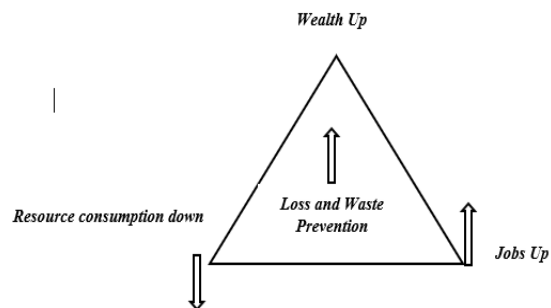 Wealth Up
Resource consumption down
Loss and Waste
Prevention
Jobs Up